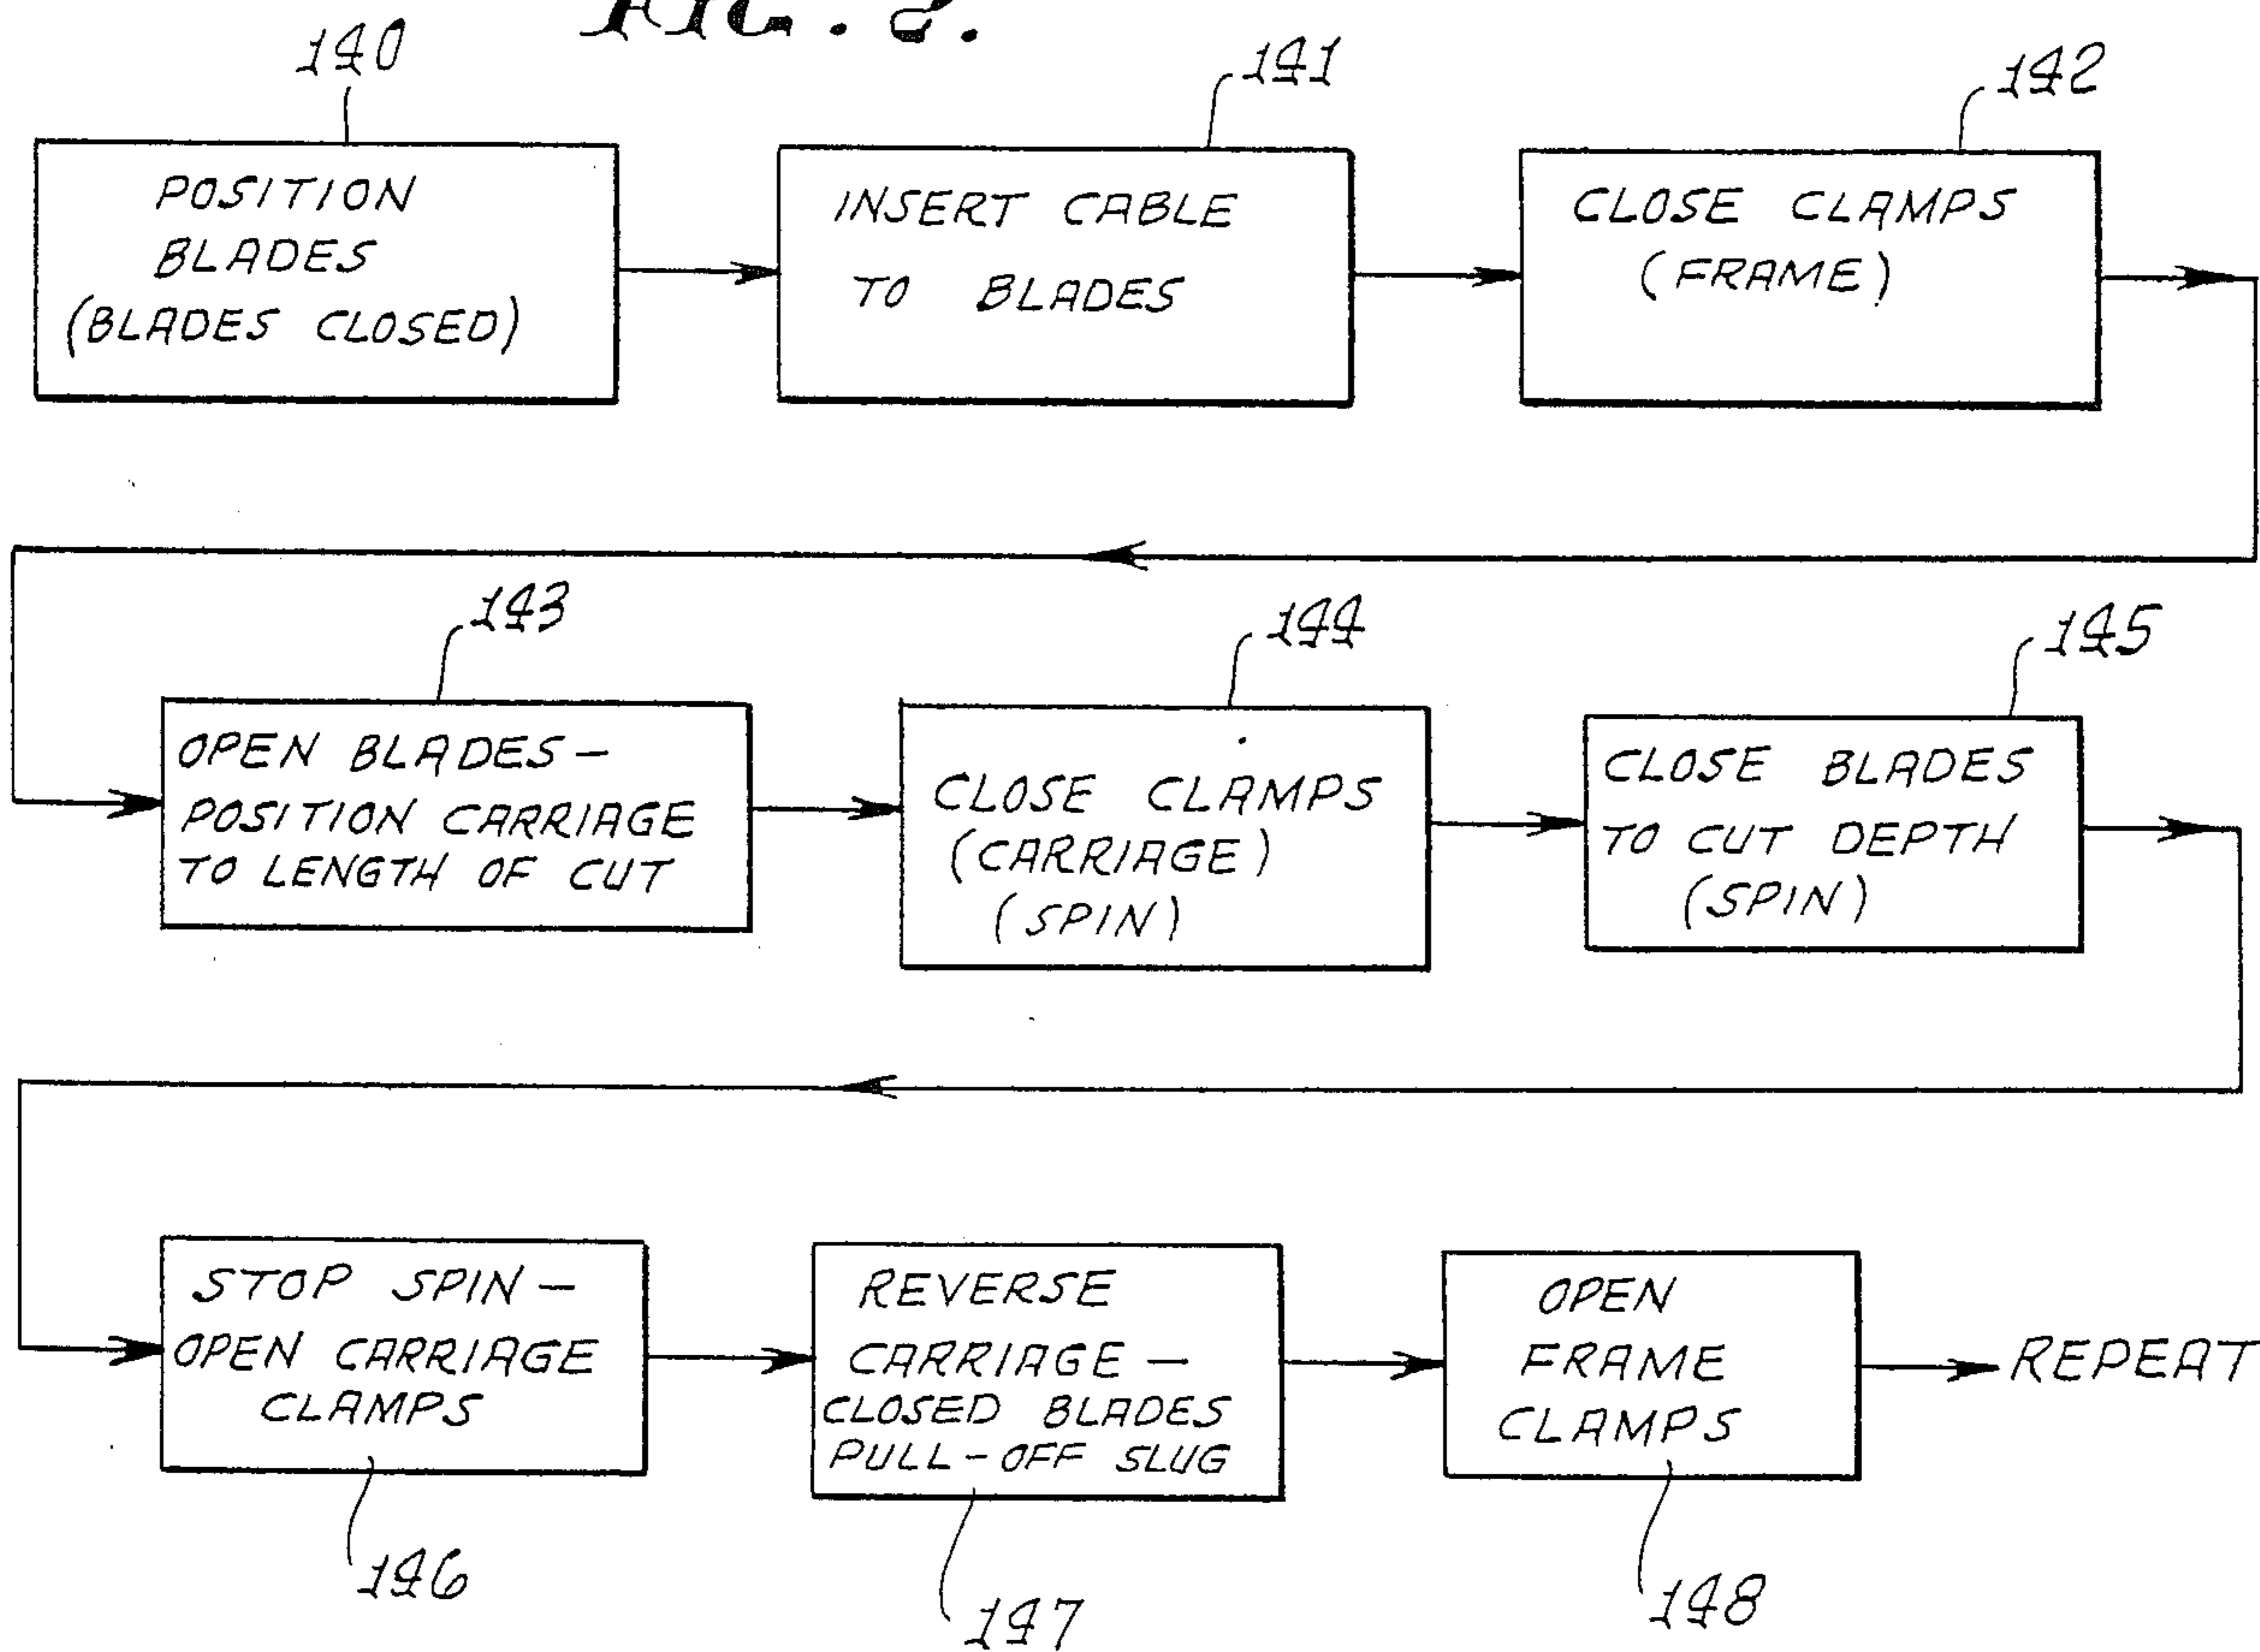 140
141
142
POSITION
BLADES
(BLADES CLOSED)
INSERT CABLE
TO BLADES
CLOSE CLAMPS
(FRAME)
143
144
145
OPEN BLADES—
POSITION CARRIAGE
TO LENGTH OF CUT
CLOSE CLAMPS
(CARRIAGE)
(SPIN)
CLOSE BLADES
TO CUT DEPTH
(SPIN)
STOP SPIN—
OPEN CARRIAGE
CLAMPS
REVERSE
CARRIAGE—
CLOSED BLADES
PULL-OFF SLUG
OPEN
FRAME
CLAMPS
REPEAT
146
147
148